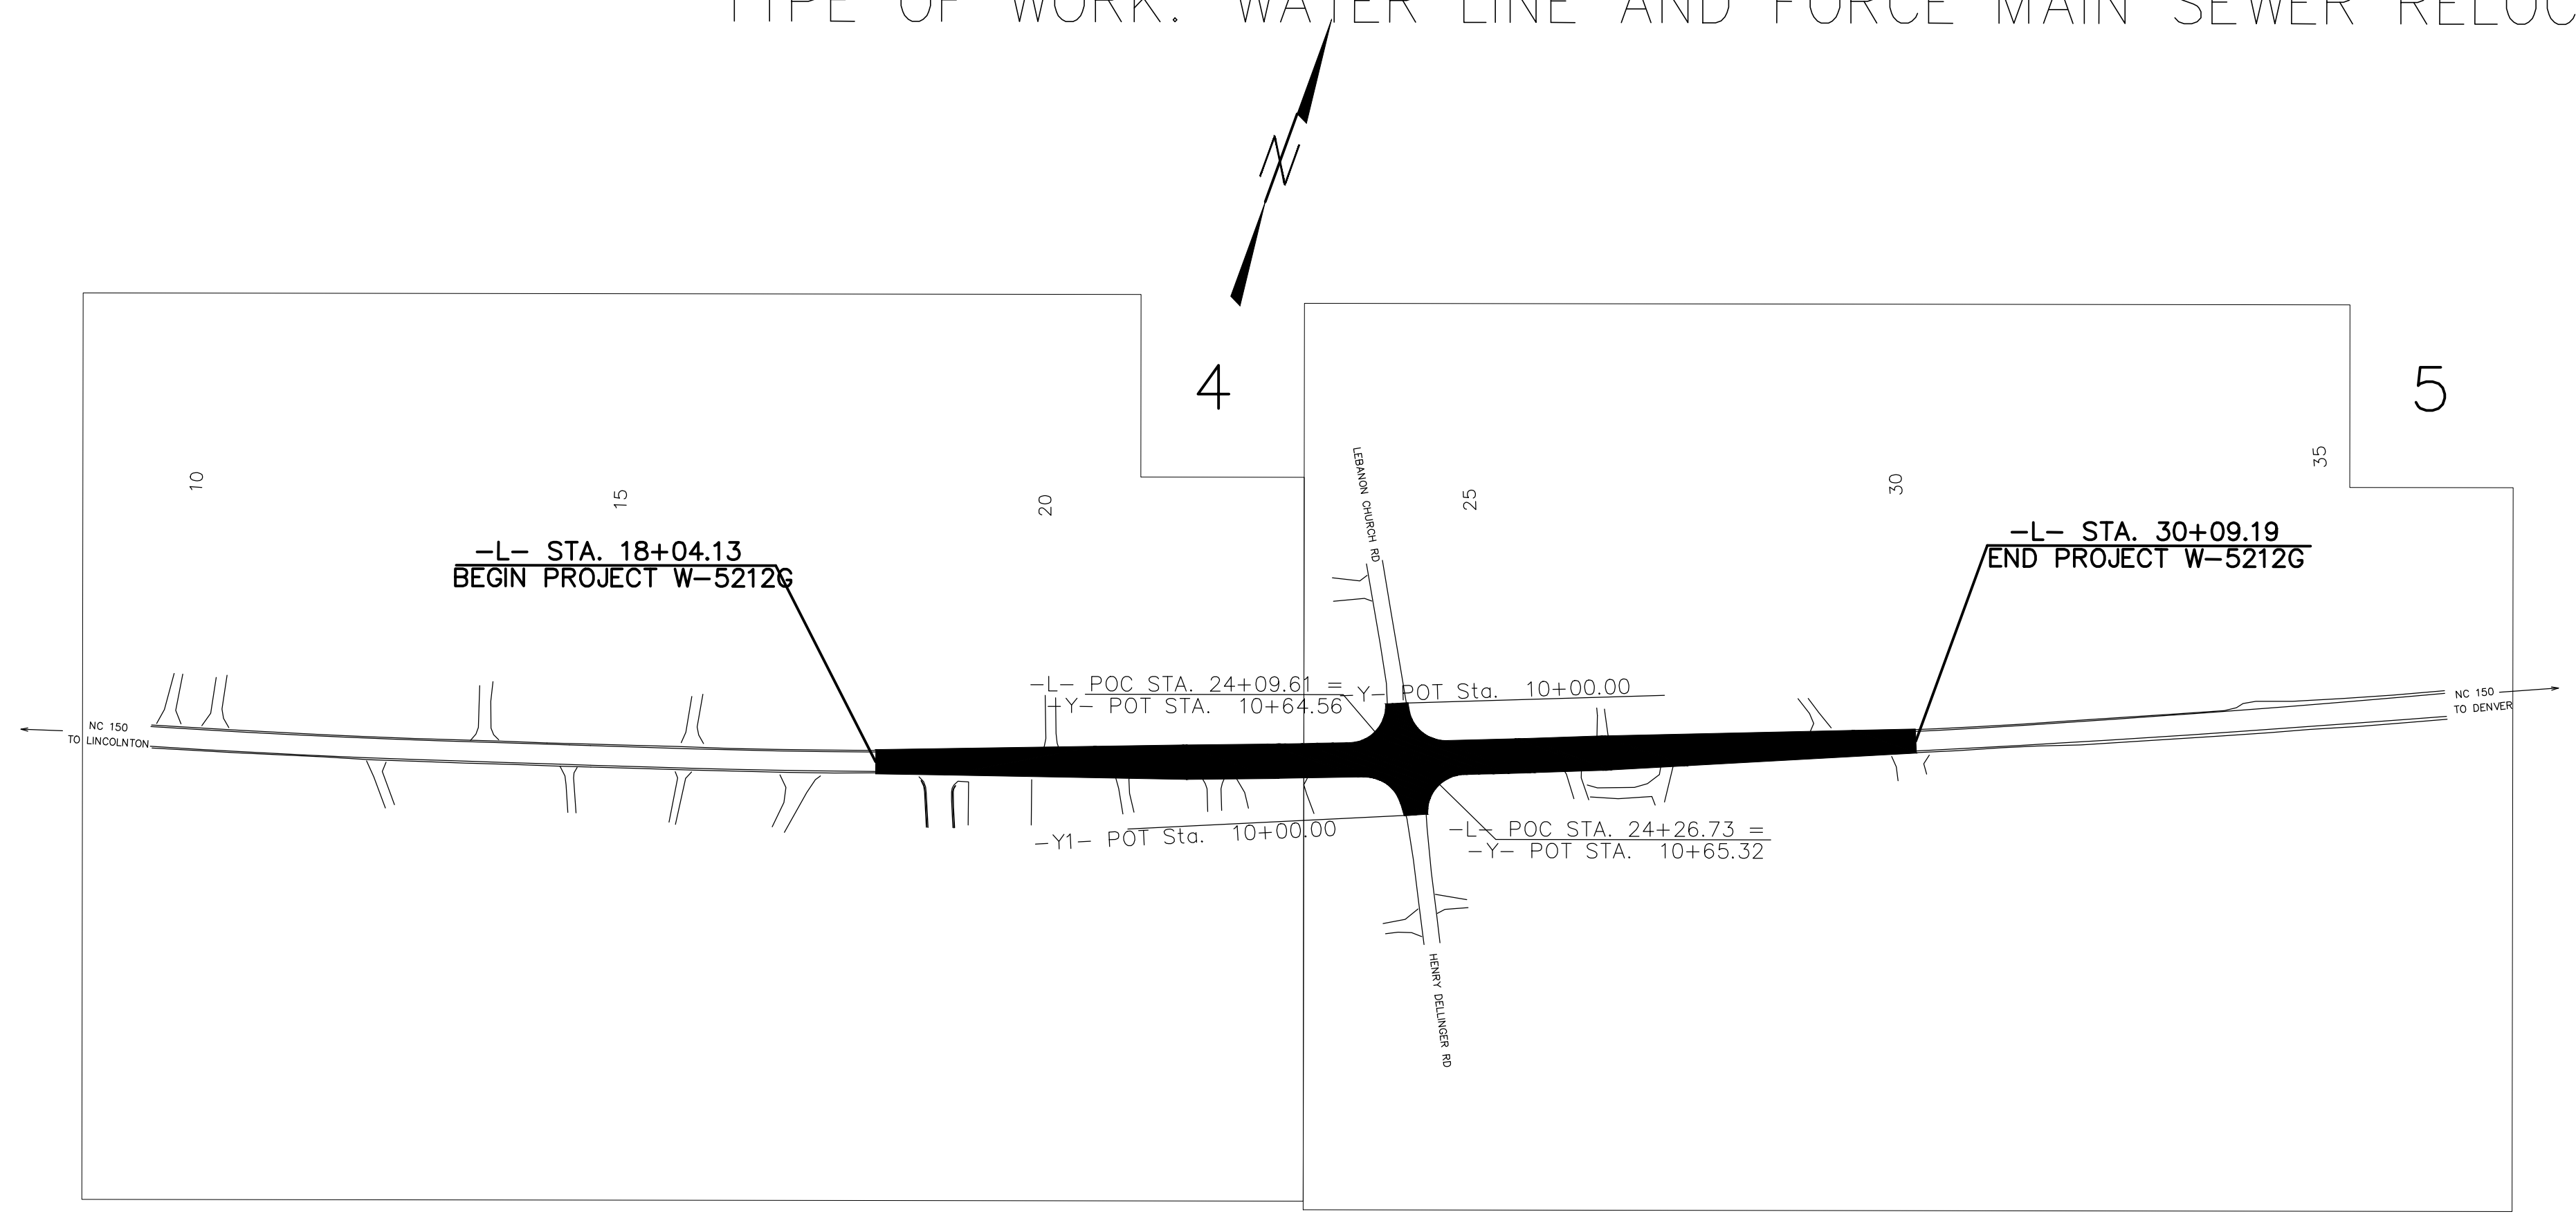 TYPE OF WORK: WATER LINE AND FORCE MAIN SEWER
N
4
5
10
15
20
25
30
35
LEBANON CHURCH RD
-L- STA. 18+04.13
BEGIN PROJECT W-5212G
-L- STA. 30+09.19
END PROJECT W-5212G
-L- POC STA. 24+09.61 =
-Y- POT STA. 10+64.56
-Y- POT Sta. 10+00.00
NC 150
TO LINCOLNTON
NC 150
TO DENVER
-Y1- POT Sta. 10+00.00
-L- POC STA. 24+26.73 =
-Y- POT STA. 10+65.32
HENRY DELLINGER RD